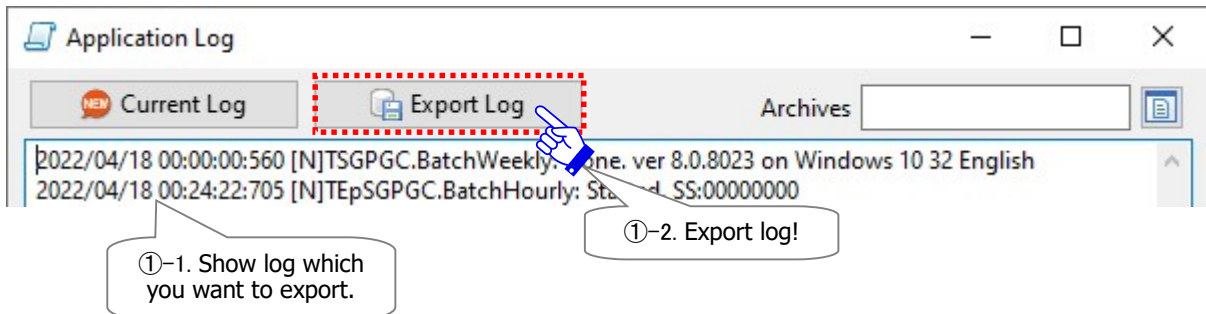 Application Log
NEW Current Log
Export Log
Archives
2022/04/18 00:00:00:560 [N]TSGPGC.BatchWeekly: one. ver 8.0.8023 on Windows 10 32 English
2022/04/18 00:24:22:705 [N]TEpSGPGC.BatchHourly: SS:00000000
①-2. Export log!
①-1. Show log which
you want to export.